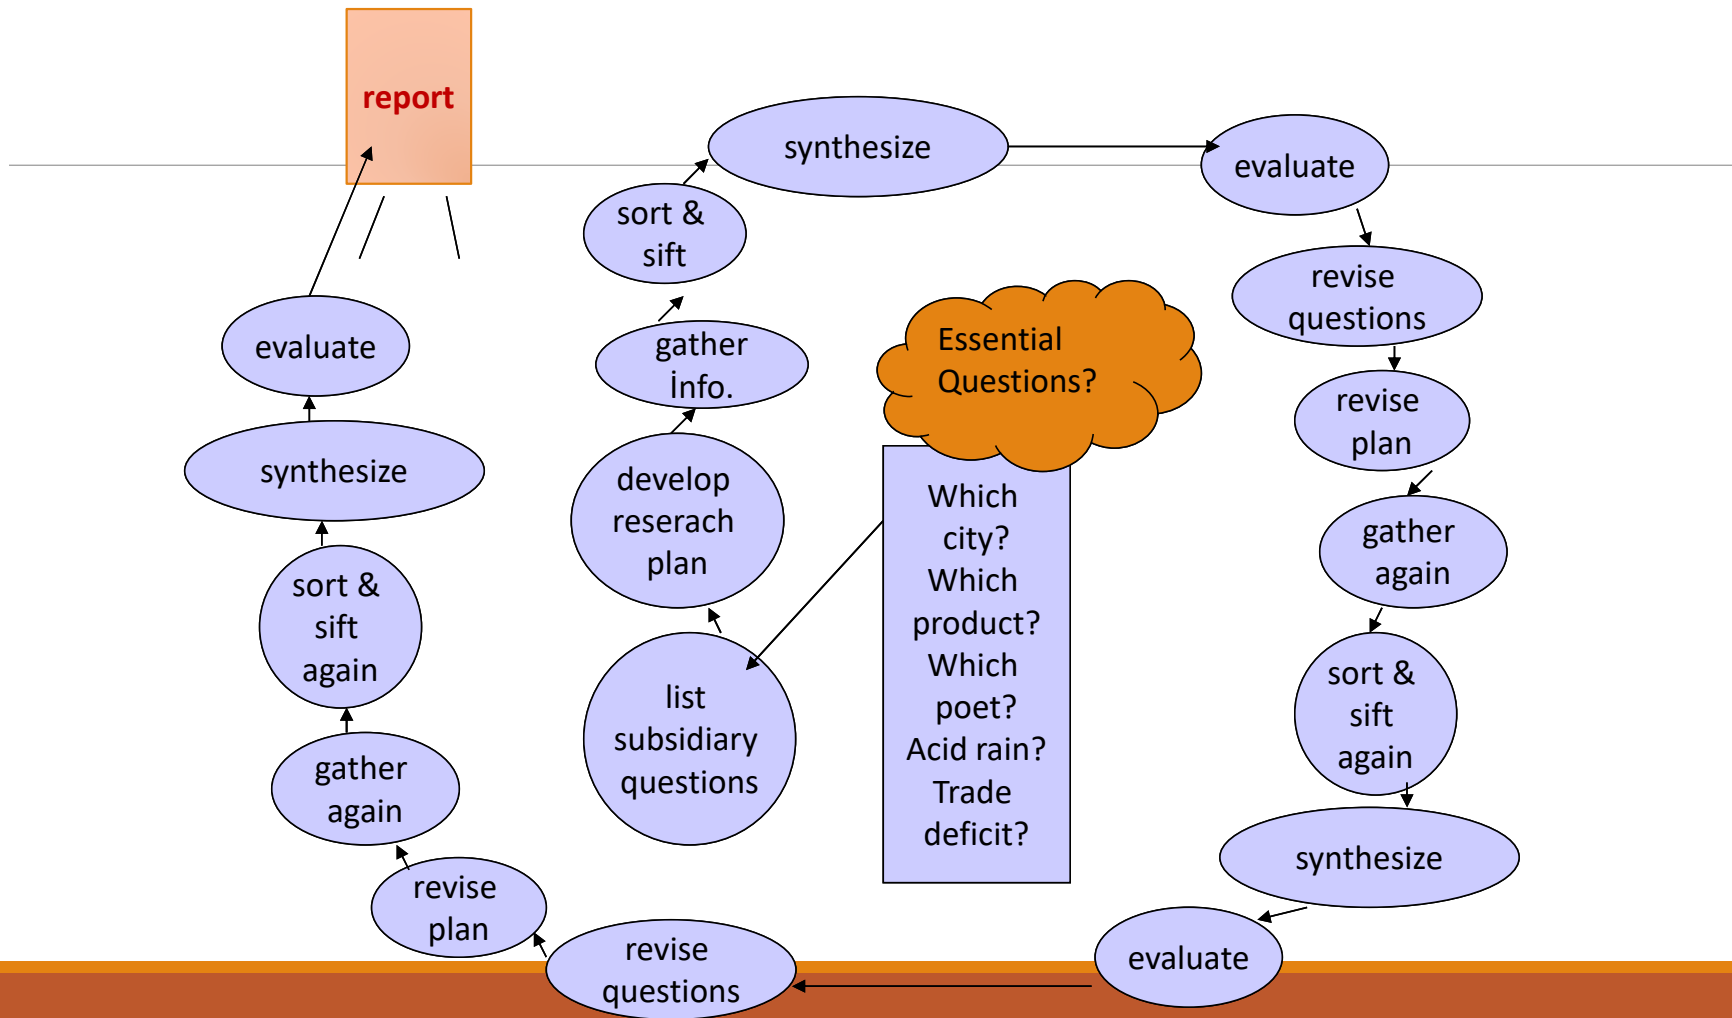 report
synthesize
evaluate
sort &
sift
revise
questions
Essential
Questions?
gather
İnfo.
evaluate
revise
plan
synthesize
develop
reserach
plan
Which
city?
Which
product?
Which
poet?
Acid rain?
Trade
deficit?
gather
again
sort &
sift
again
list
subsidiary
questions
sort &
sift
again
gather
again
synthesize
revise
plan
revise
questions
evaluate